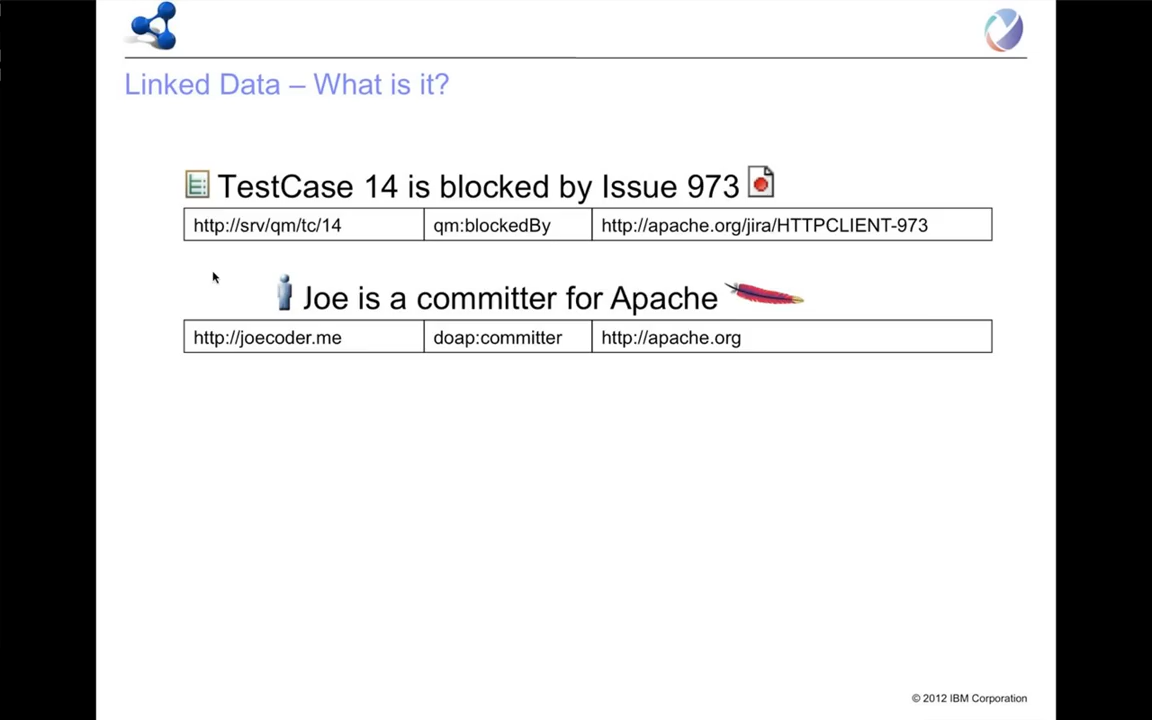 Linked Data – What is it?
TestCase 14 is blocked by Issue 973
http://srv/qm/tc/14 qm:blockedBy http://apache.org/jira/HTTPCLIENT-973
Joe is a committer for Apache
http://joecoder.me doap:committer http://apache.org
© 2012 IBM Corporation